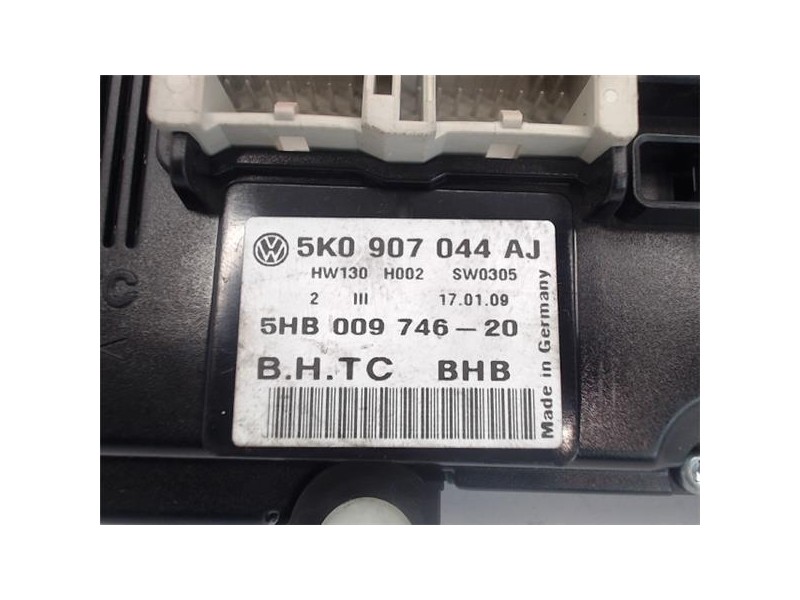 5K0 907 044 AJ
HW130 H002 SW0305
2 III 17.01.09
5HB 009 746-20
B.H.TC BHB
Made in Germany